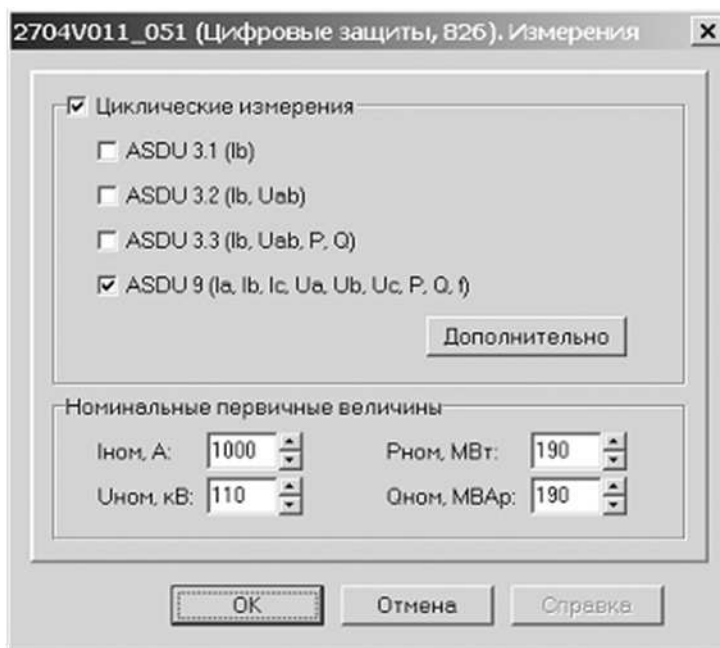 2704V011_051 (Цифровые защиты, 826). Измерения
Циклические измерения
ASDU 3.1 (Ib)
ASDU 3.2 (Ib, Uab)
ASDU 3.3 (Ib, Uab, P, Q)
ASDU 9 (Ia, Ib, Ic, Ua, Ub, Uc, P, Q, f)
Дополнительно
Номинальные первичные величины
Iном, А: 1000 Pном, МВт: 190
Uном, кВ: 110 Qном, МВАр: 190
OK Отмена Справка